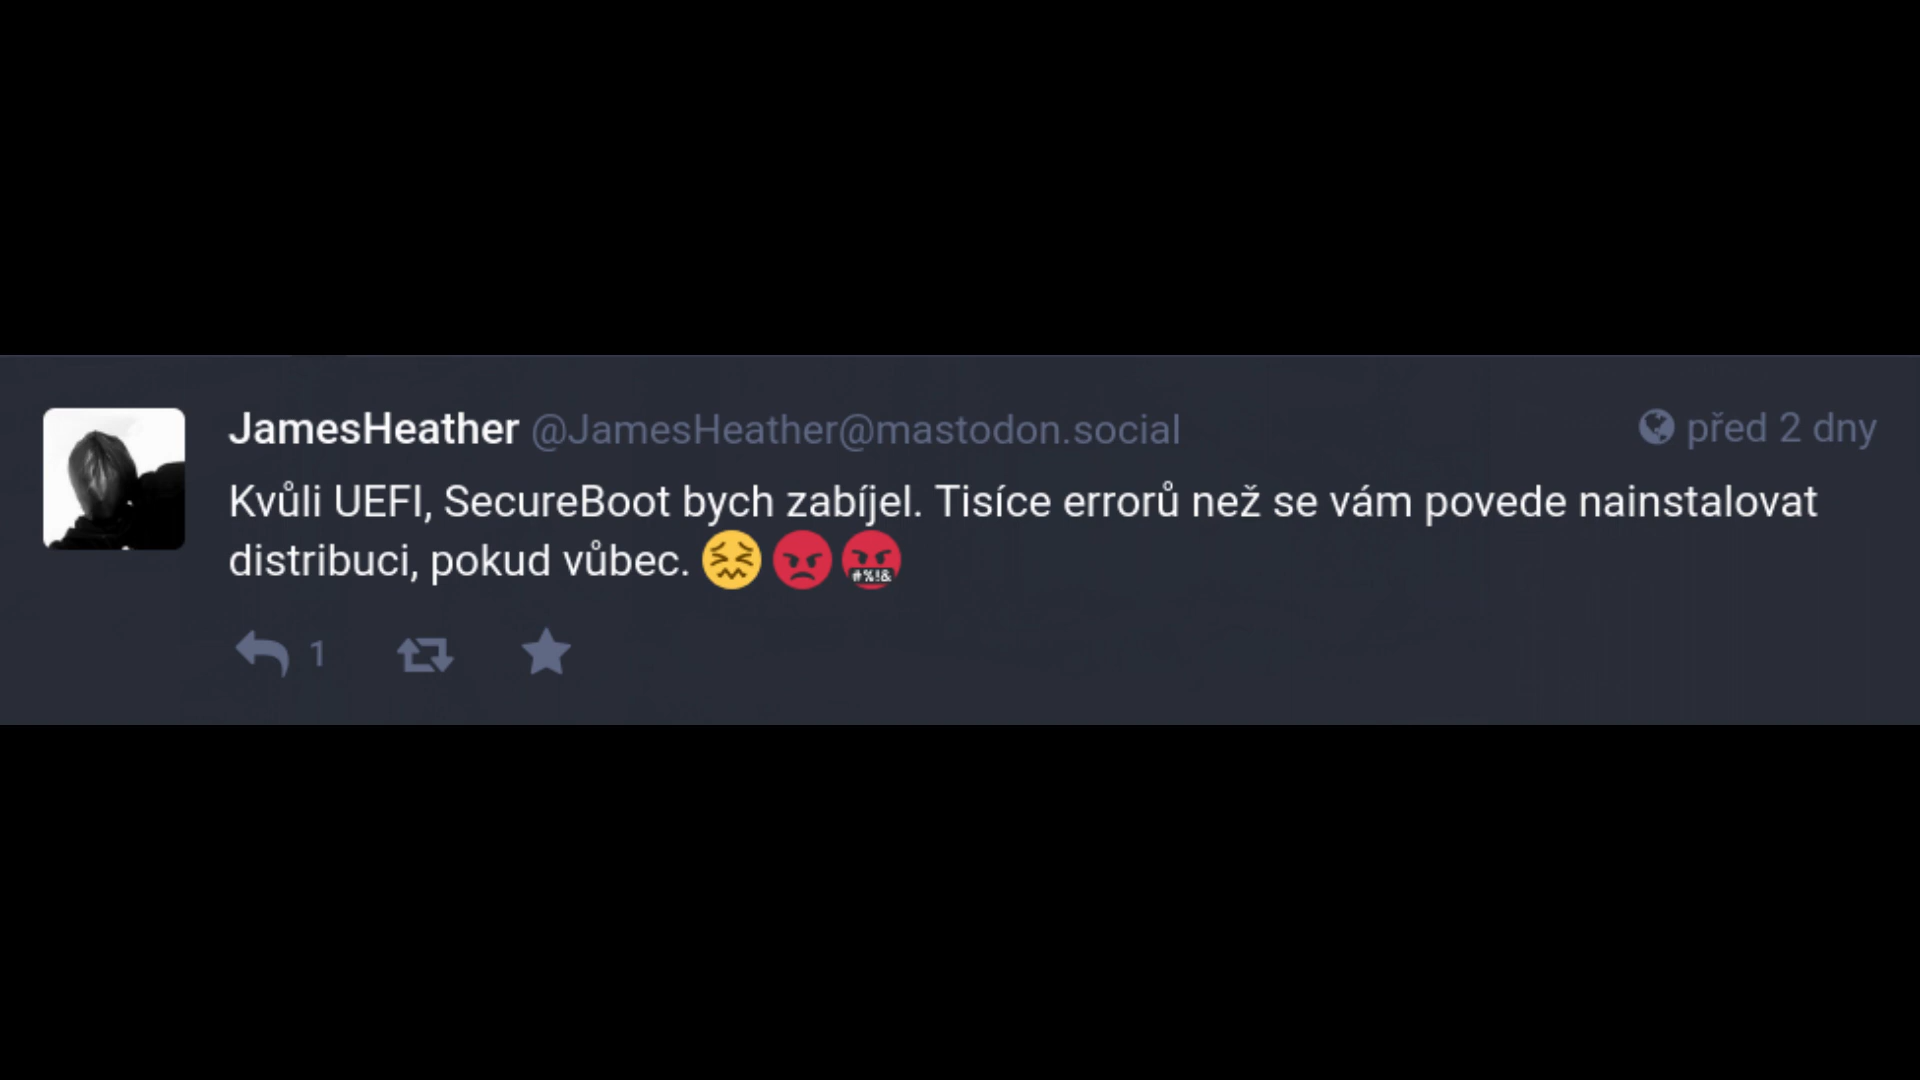 JamesHeather @JamesHeather@mastodon.social před 2 dny
Kvůli UEFI, SecureBoot bych zabíjel. Tisíce errorů než se vám povede nainstalovat
distribuci, pokud vůbec. 😖 😡 🤬
1